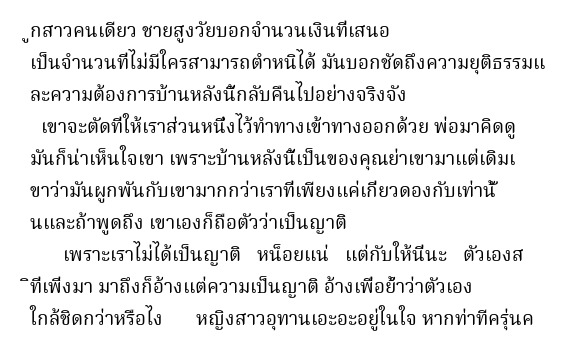 ูกสาวคนเดียว ชายสูงวัยบอกจำนวนเงินที่เสนอ
เป็นจำนวนที่ไม่มีใครสามารถตำหนิได้ มันบอกชัดถึงความยุติธรรมแ
ละความต้องการบ้านหลังนี้กลับคืนไปอย่างจริงจัง
เขาจะตัดที่ให้เราส่วนหนึ่งไว้ทำทางเข้าทางออกด้วย พ่อมาคิดดู
มันก็น่าเห็นใจเขา เพราะบ้านหลังนี้เป็นของคุณย่าเขามาแต่เดิมเ
ขาว่ามันผูกพันกับเขามากกว่าเราที่เพียงแค่เกี่ยวดองกับเท่านั้
นและถ้าพูดถึง เขาเองก็ถือตัวว่าเป็นญาติ
เพราะเราไม่ได้เป็นญาติ หน็อยแน่ แต่กับให้นี่นะ ตัวเองส
ิที่เพิ่งมา มาถึงก็อ้างแต่ความเป็นญาติ อ้างเพื่อย้ำว่าตัวเอง
ใกล้ชิดกว่าหรือไง หญิงสาวอุทานเอะอะอยู่ในใจ หากท่าทีครุ่นค